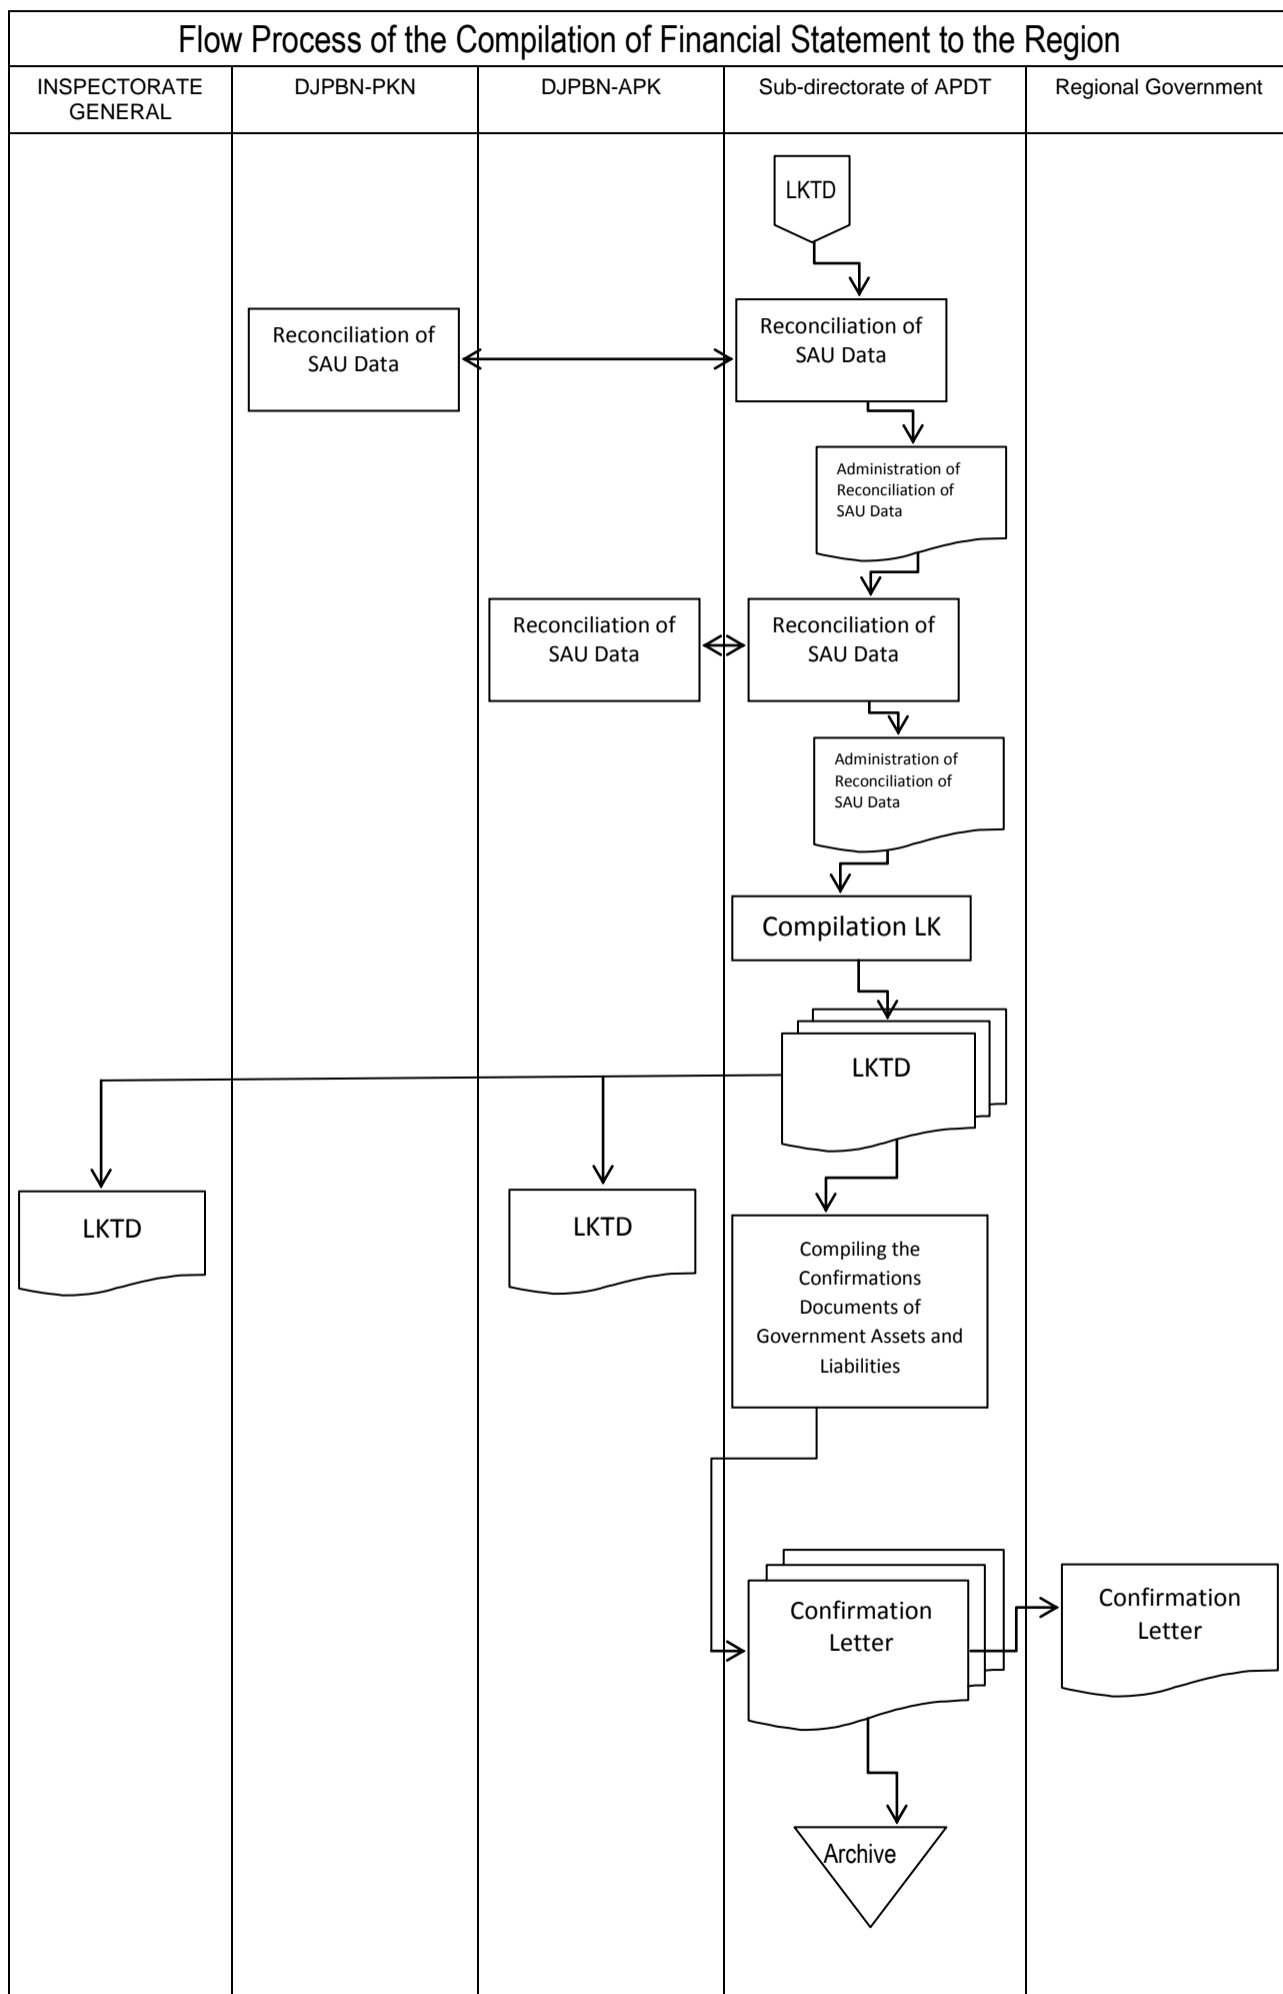 Flow Process of the Compilation of Financial Statement to the Region
INSPECTORATE
GENERAL
DJPBN-PKN
DJPBN-APK
Sub-directorate of APDT
Regional Government
LKTD
Reconciliation of
SAU Data
Reconciliation of
SAU Data
Administration of
Reconciliation of
SAU Data
Reconciliation of
SAU Data
Reconciliation of
SAU Data
Administration of
Reconciliation of
SAU Data
Compilation LK
LKTD
LKTD
LKTD
Compiling the
Confirmations
Documents of
Government Assets and
Liabilities
Confirmation
Letter
Confirmation
Letter
Archive